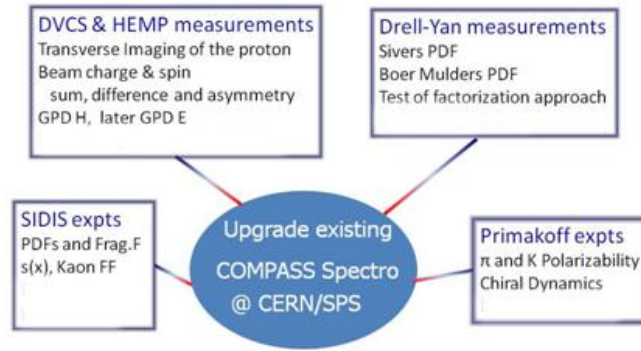 DVCS & HEMP measurements
Transverse Imaging of the proton
Beam charge & spin
sum, difference and asymmetry
GPD H, later GPD E
Drell-Yan measurements
Sivers PDF
Boer Mulders PDF
Test of factorization approach
SIDIS expts
PDFs and Frag.F
s(x), Kaon FF
Upgrade existing
COMPASS Spectro
@ CERN/SPS
Primakoff expts
π and K Polarizability
Chiral Dynamics